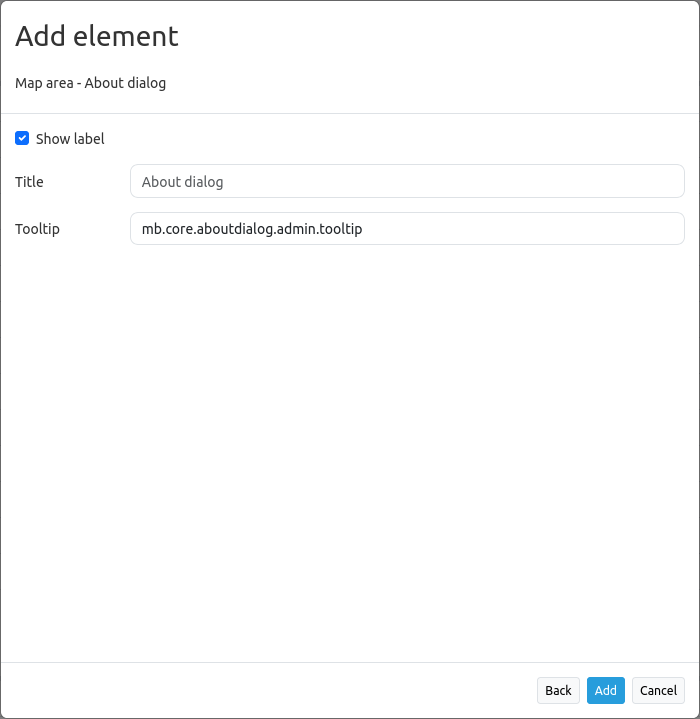 Add element
Map area - About dialog
Show label
Title About dialog
Tooltip mb.core.aboutdialog.admin.tooltip
Back Add Cancel